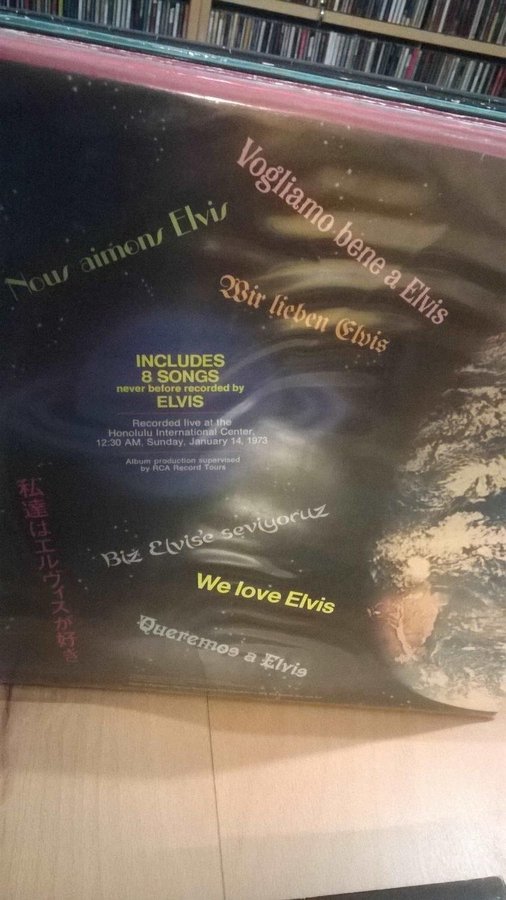 Vogliamo bene a Elvis
Nous aimons Elvis
Wir lieben Elvis
INCLUDES
8 SONGS
never before recorded by
ELVIS
Recorded live at the
Honolulu International Center,
12:30 AM, Sunday, January 14, 1973
Album production supervised
by RCA Record Tours
私達はエルヴィスが好き
Biz Elvis'e seviyoruz
We love Elvis
Queremos a Elvis